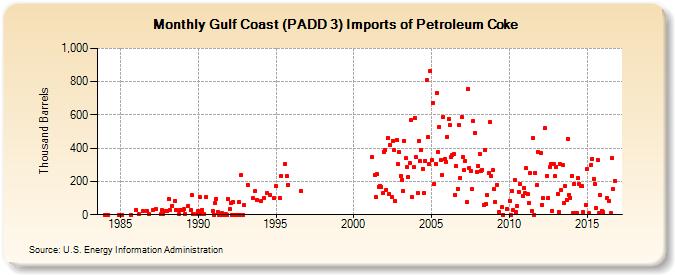 Monthly Gulf Coast (PADD 3) Imports of Petroleum Coke
Thousand Barrels
1,000
800
600
400
200
0
1985 1990 1995 2000 2005 2010 2015
Source: U.S. Energy Information Administration